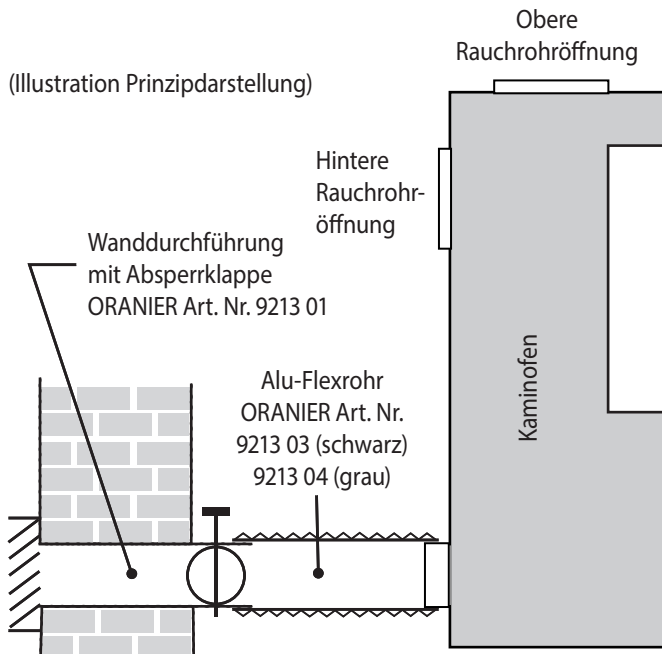 Obere
Rauchrohröffnung
(Illustration Prinzipdarstellung)
Hintere
Rauchrohr-
öffnung
Wanddurchführung
mit Absperrklappe
ORANIER Art. Nr. 9213 01
Alu-Flexrohr
ORANIER Art. Nr.
9213 03 (schwarz)
9213 04 (grau)
Kaminofen